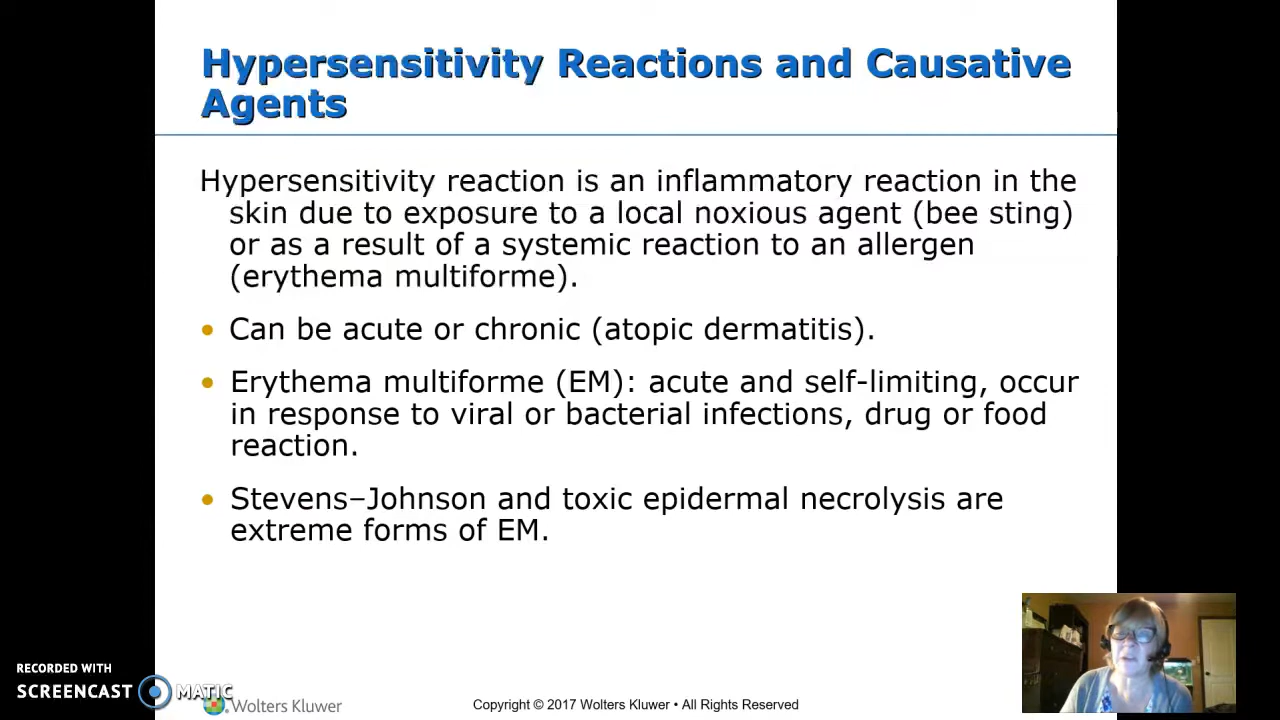 Hypersensitivity Reactions and Causative
Agents
Hypersensitivity reaction is an inflammatory reaction in the
skin due to exposure to a local noxious agent (bee sting)
or as a result of a systemic reaction to an allergen
(erythema multiforme).
• Can be acute or chronic (atopic dermatitis).
• Erythema multiforme (EM): acute and self-limiting, occur
in response to viral or bacterial infections, drug or food
reaction.
• Stevens–Johnson and toxic epidermal necrolysis are
extreme forms of EM.
RECORDED WITH
SCREENCAST MATIC
Wolters Kluwer
Copyright © 2017 Wolters Kluwer • All Rights Reserved